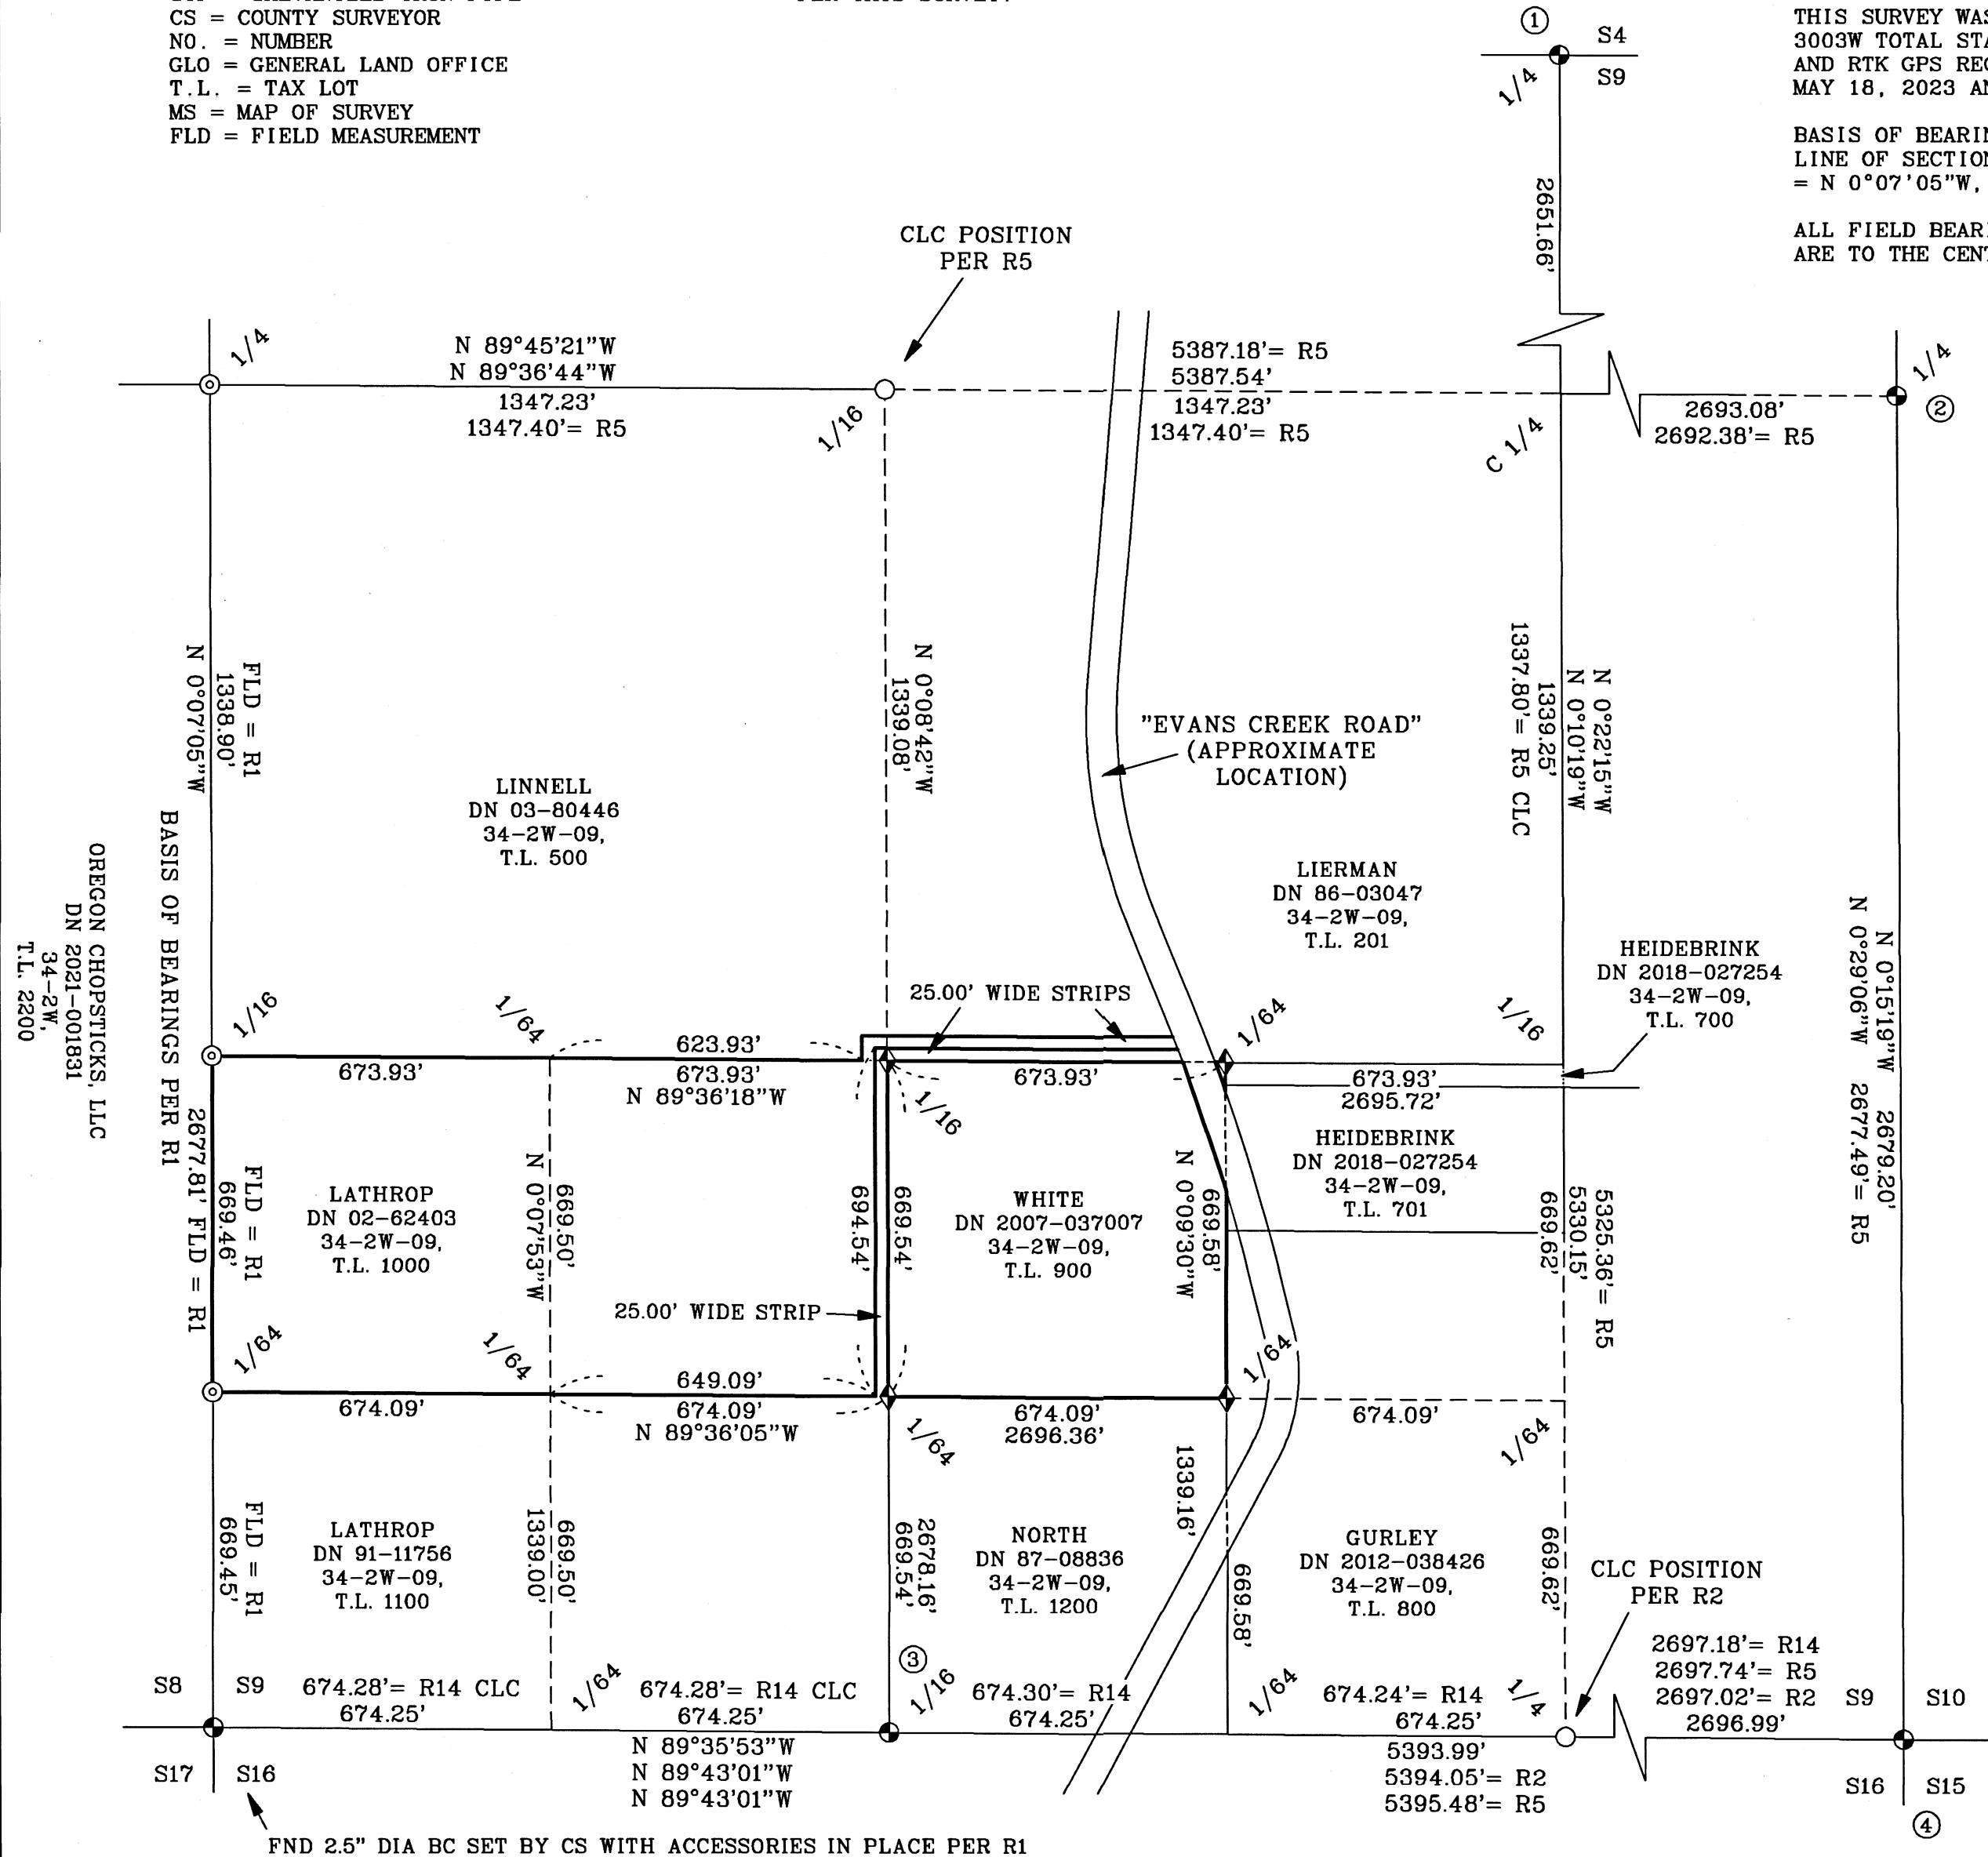 CS = COUNTY SURVEYOR
NO. = NUMBER
GLO = GENERAL LAND OFFICE
T.L. = TAX LOT
MS = MAP OF SURVEY
FLD = FIELD MEASUREMENT
①
S4
S9
1/4
2651.66'
THIS SURVEY WAS
3003W TOTAL STA
AND RTK GPS RE
MAY 18, 2023 A
BASIS OF BEARI
LINE OF SECTION
= N 0°07'05"W,
ALL FIELD BEAR
ARE TO THE CENT
CLC POSITION
PER R5
1/4
N 89°45'21"W
N 89°36'44"W
1347.23'
1347.40'= R5
1/16
5387.18'= R5
5387.54'
1347.23'
1347.40'= R5
C 1/4
2693.08'
2692.38'= R5
1/4
②
FLD = R1
1338.90'
N 0°07'05"W
N 0°08'42"W
1339.08'
"EVANS CREEK ROAD"
(APPROXIMATE
LOCATION)
N 0°22'15"W
N 0°10'19"W
1339.25'
1337.80'= R5 CLC
LINNELL
DN 03-80446
34-2W-09,
T.L. 500
LIERMAN
DN 86-03047
34-2W-09,
T.L. 201
HEIDEBRINK
DN 2018-027254
34-2W-09,
T.L. 700
N 0°15'19"W 2679.20'
N 0°29'06"W 2677.49'= R5
OREGON CHOPSTICKS, LLC
DN 2021-001831
34-2W,
T.L. 2200
BASIS OF BEARINGS PER R1
2677.81' FLD = R1
1/16
1/64
25.00' WIDE STRIPS
1/64
1/16
623.93'
673.93'
673.93'
N 89°36'18"W
673.93'
1/16
673.93'
2695.72'
FLD = R1
669.46'
LATHROP
DN 02-62403
34-2W-09,
T.L. 1000
669.50'
N 0°07'53"W
694.54'
669.54'
WHITE
DN 2007-037007
34-2W-09,
T.L. 900
669.58'
N 0°09'30"W
HEIDEBRINK
DN 2018-027254
34-2W-09,
T.L. 701
5325.36'= R5
5330.15'
669.62'
25.00' WIDE STRIP
1/64
1/64
1/64
649.09'
674.09'
674.09'
N 89°36'05"W
674.09'
2696.36'
674.09'
1/64
1/64
FLD = R1
669.45'
LATHROP
DN 91-11756
34-2W-09,
T.L. 1100
669.50'
1339.00'
2678.16'
669.54'
NORTH
DN 87-08836
34-2W-09,
T.L. 1200
1339.16'
669.58'
GURLEY
DN 2012-038426
34-2W-09,
T.L. 800
669.62'
CLC POSITION
PER R2
2697.18'= R14
2697.74'= R5
2697.02'= R2
2696.99'
S9
S10
S8
S9
674.28'= R14 CLC
674.25'
1/64
674.28'= R14 CLC
674.25'
③
1/16
674.30'= R14
674.25'
1/64
674.24'= R14
674.25'
1/4
S17
S16
N 89°35'53"W
N 89°43'01"W
N 89°43'01"W
5393.99'
5394.05'= R2
5395.48'= R5
S16
S15
④
FND 2.5" DIA BC SET BY CS WITH ACCESSORIES IN PLACE PER R1